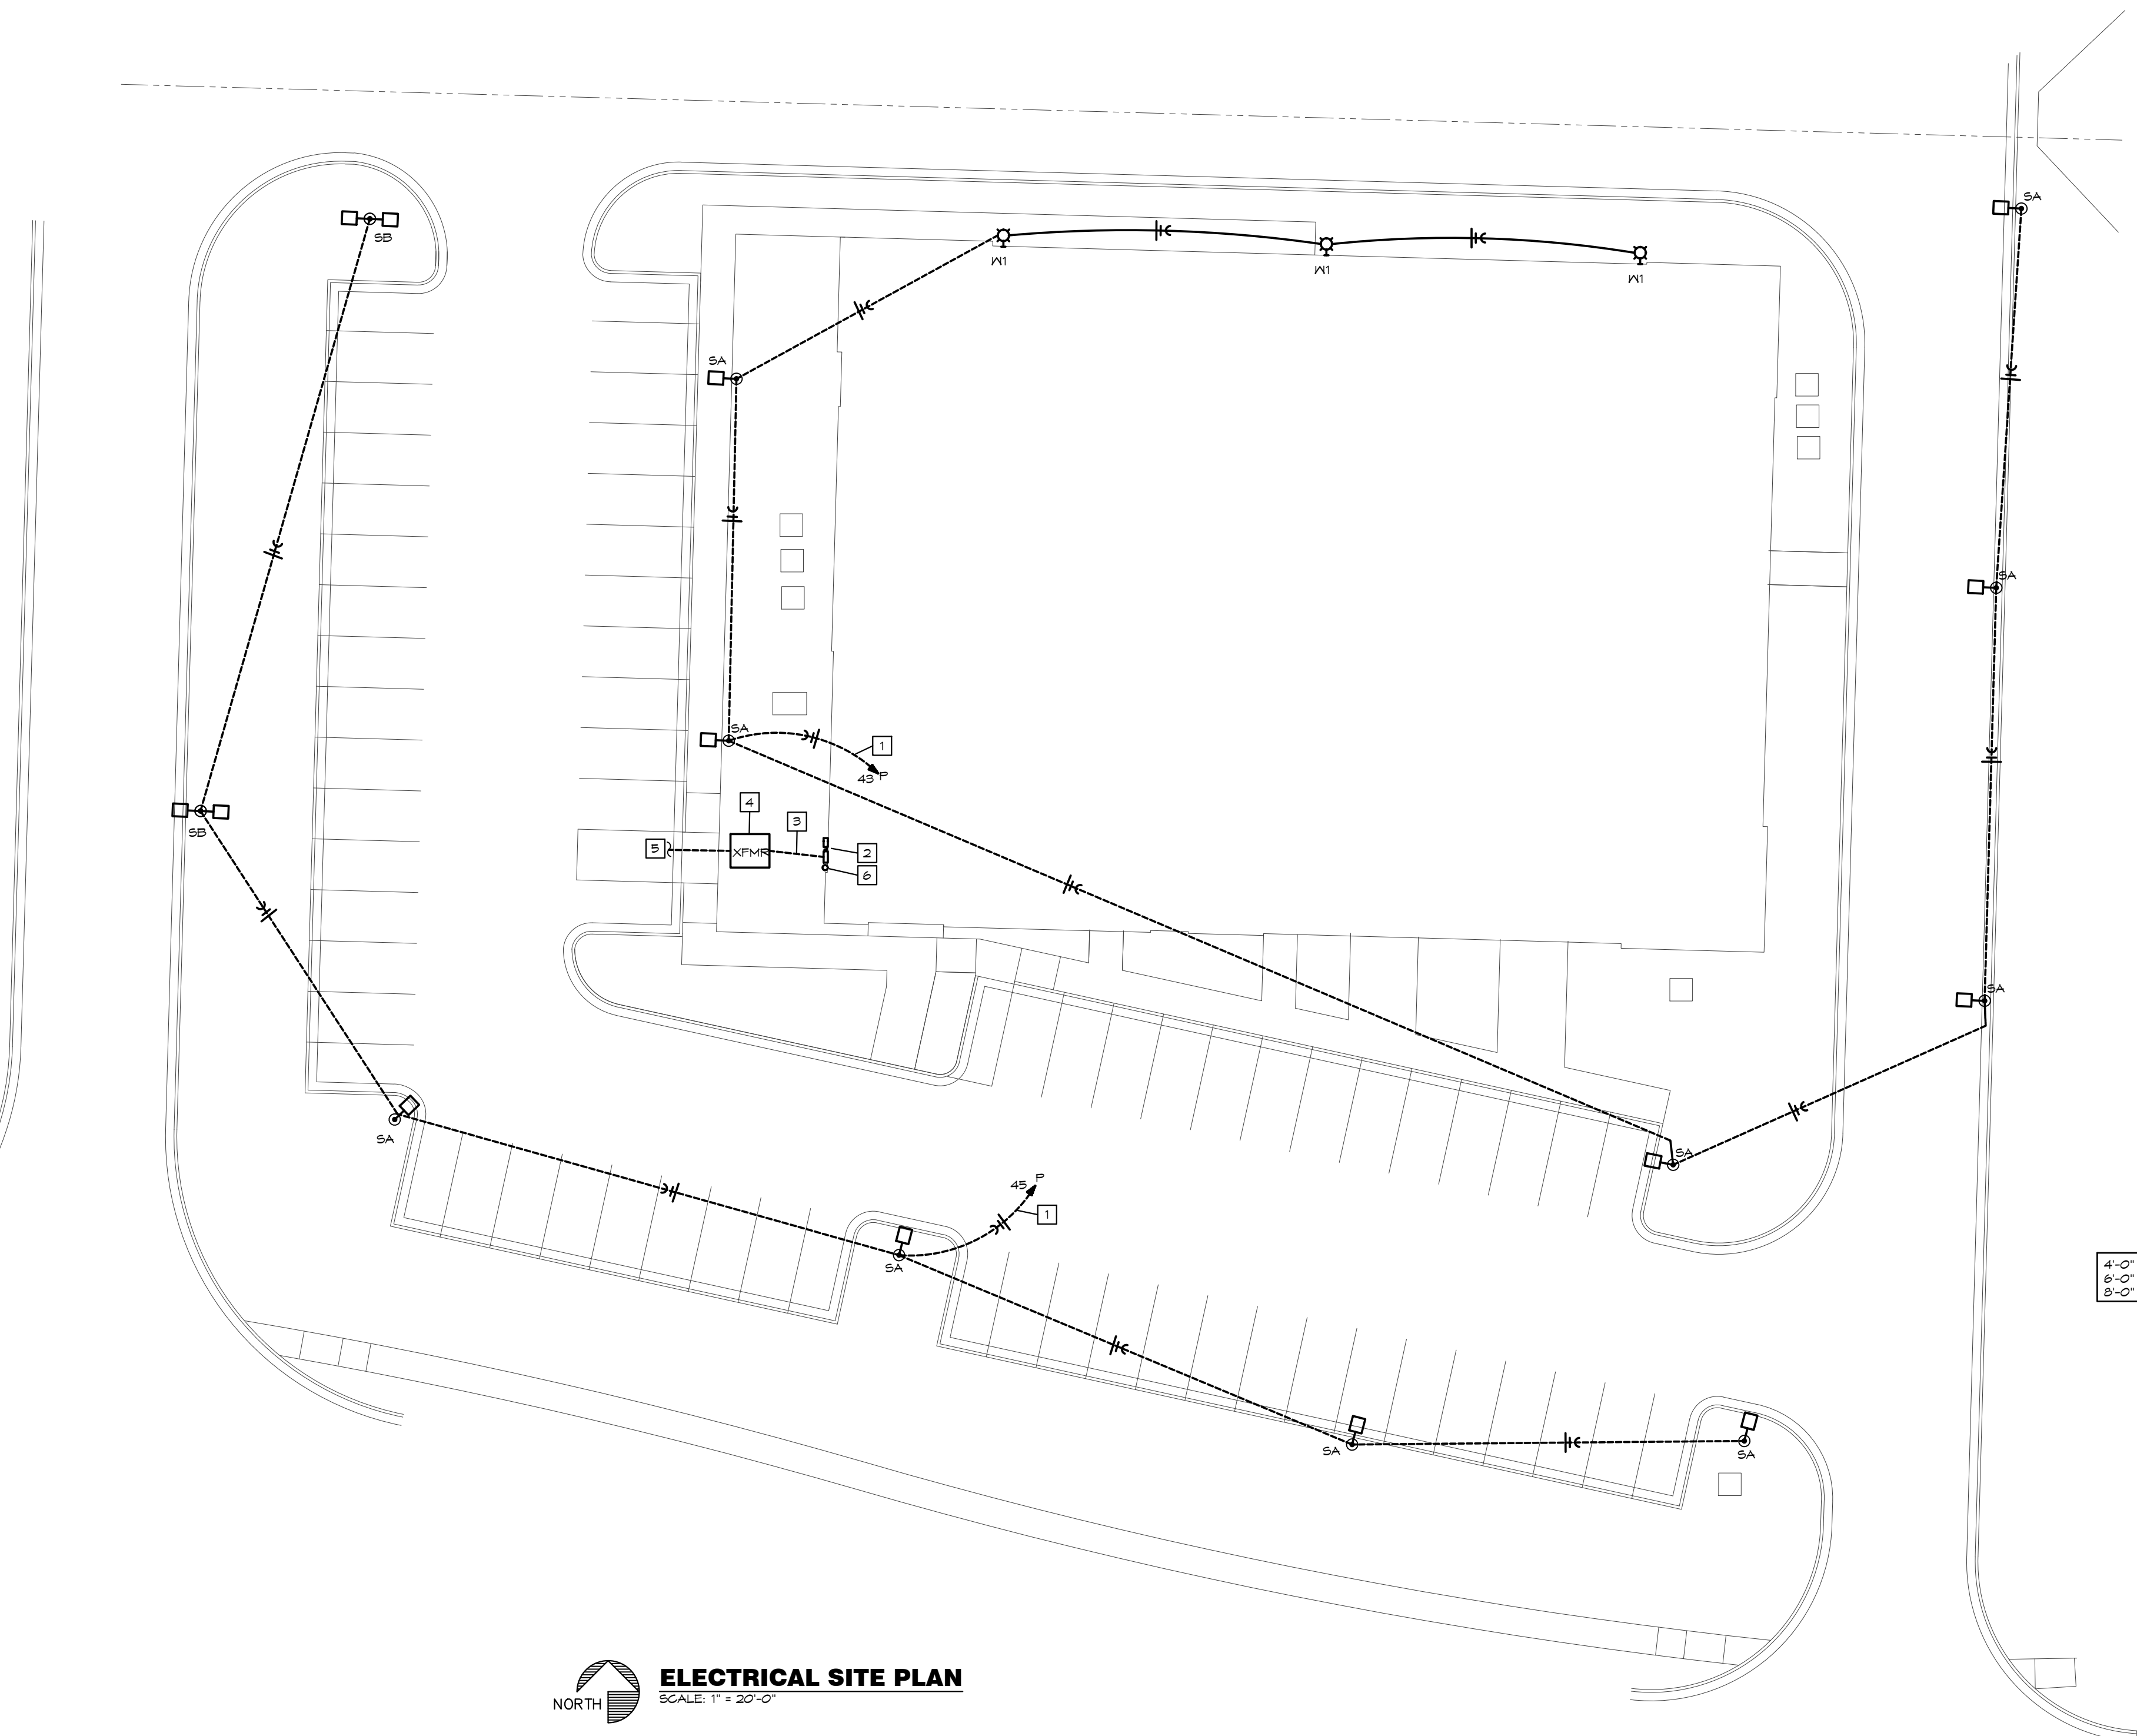 SA
SB
W1
W1
W1
SA
SA
SA
1
43 P
4
3
5
XFMR
2
6
SB
SA
SA
SA
45 P
1
SA
SA
4'-0"
6'-0"
8'-0"
SA
SA
NORTH
ELECTRICAL SITE PLAN
SCALE: 1" = 20'-0"